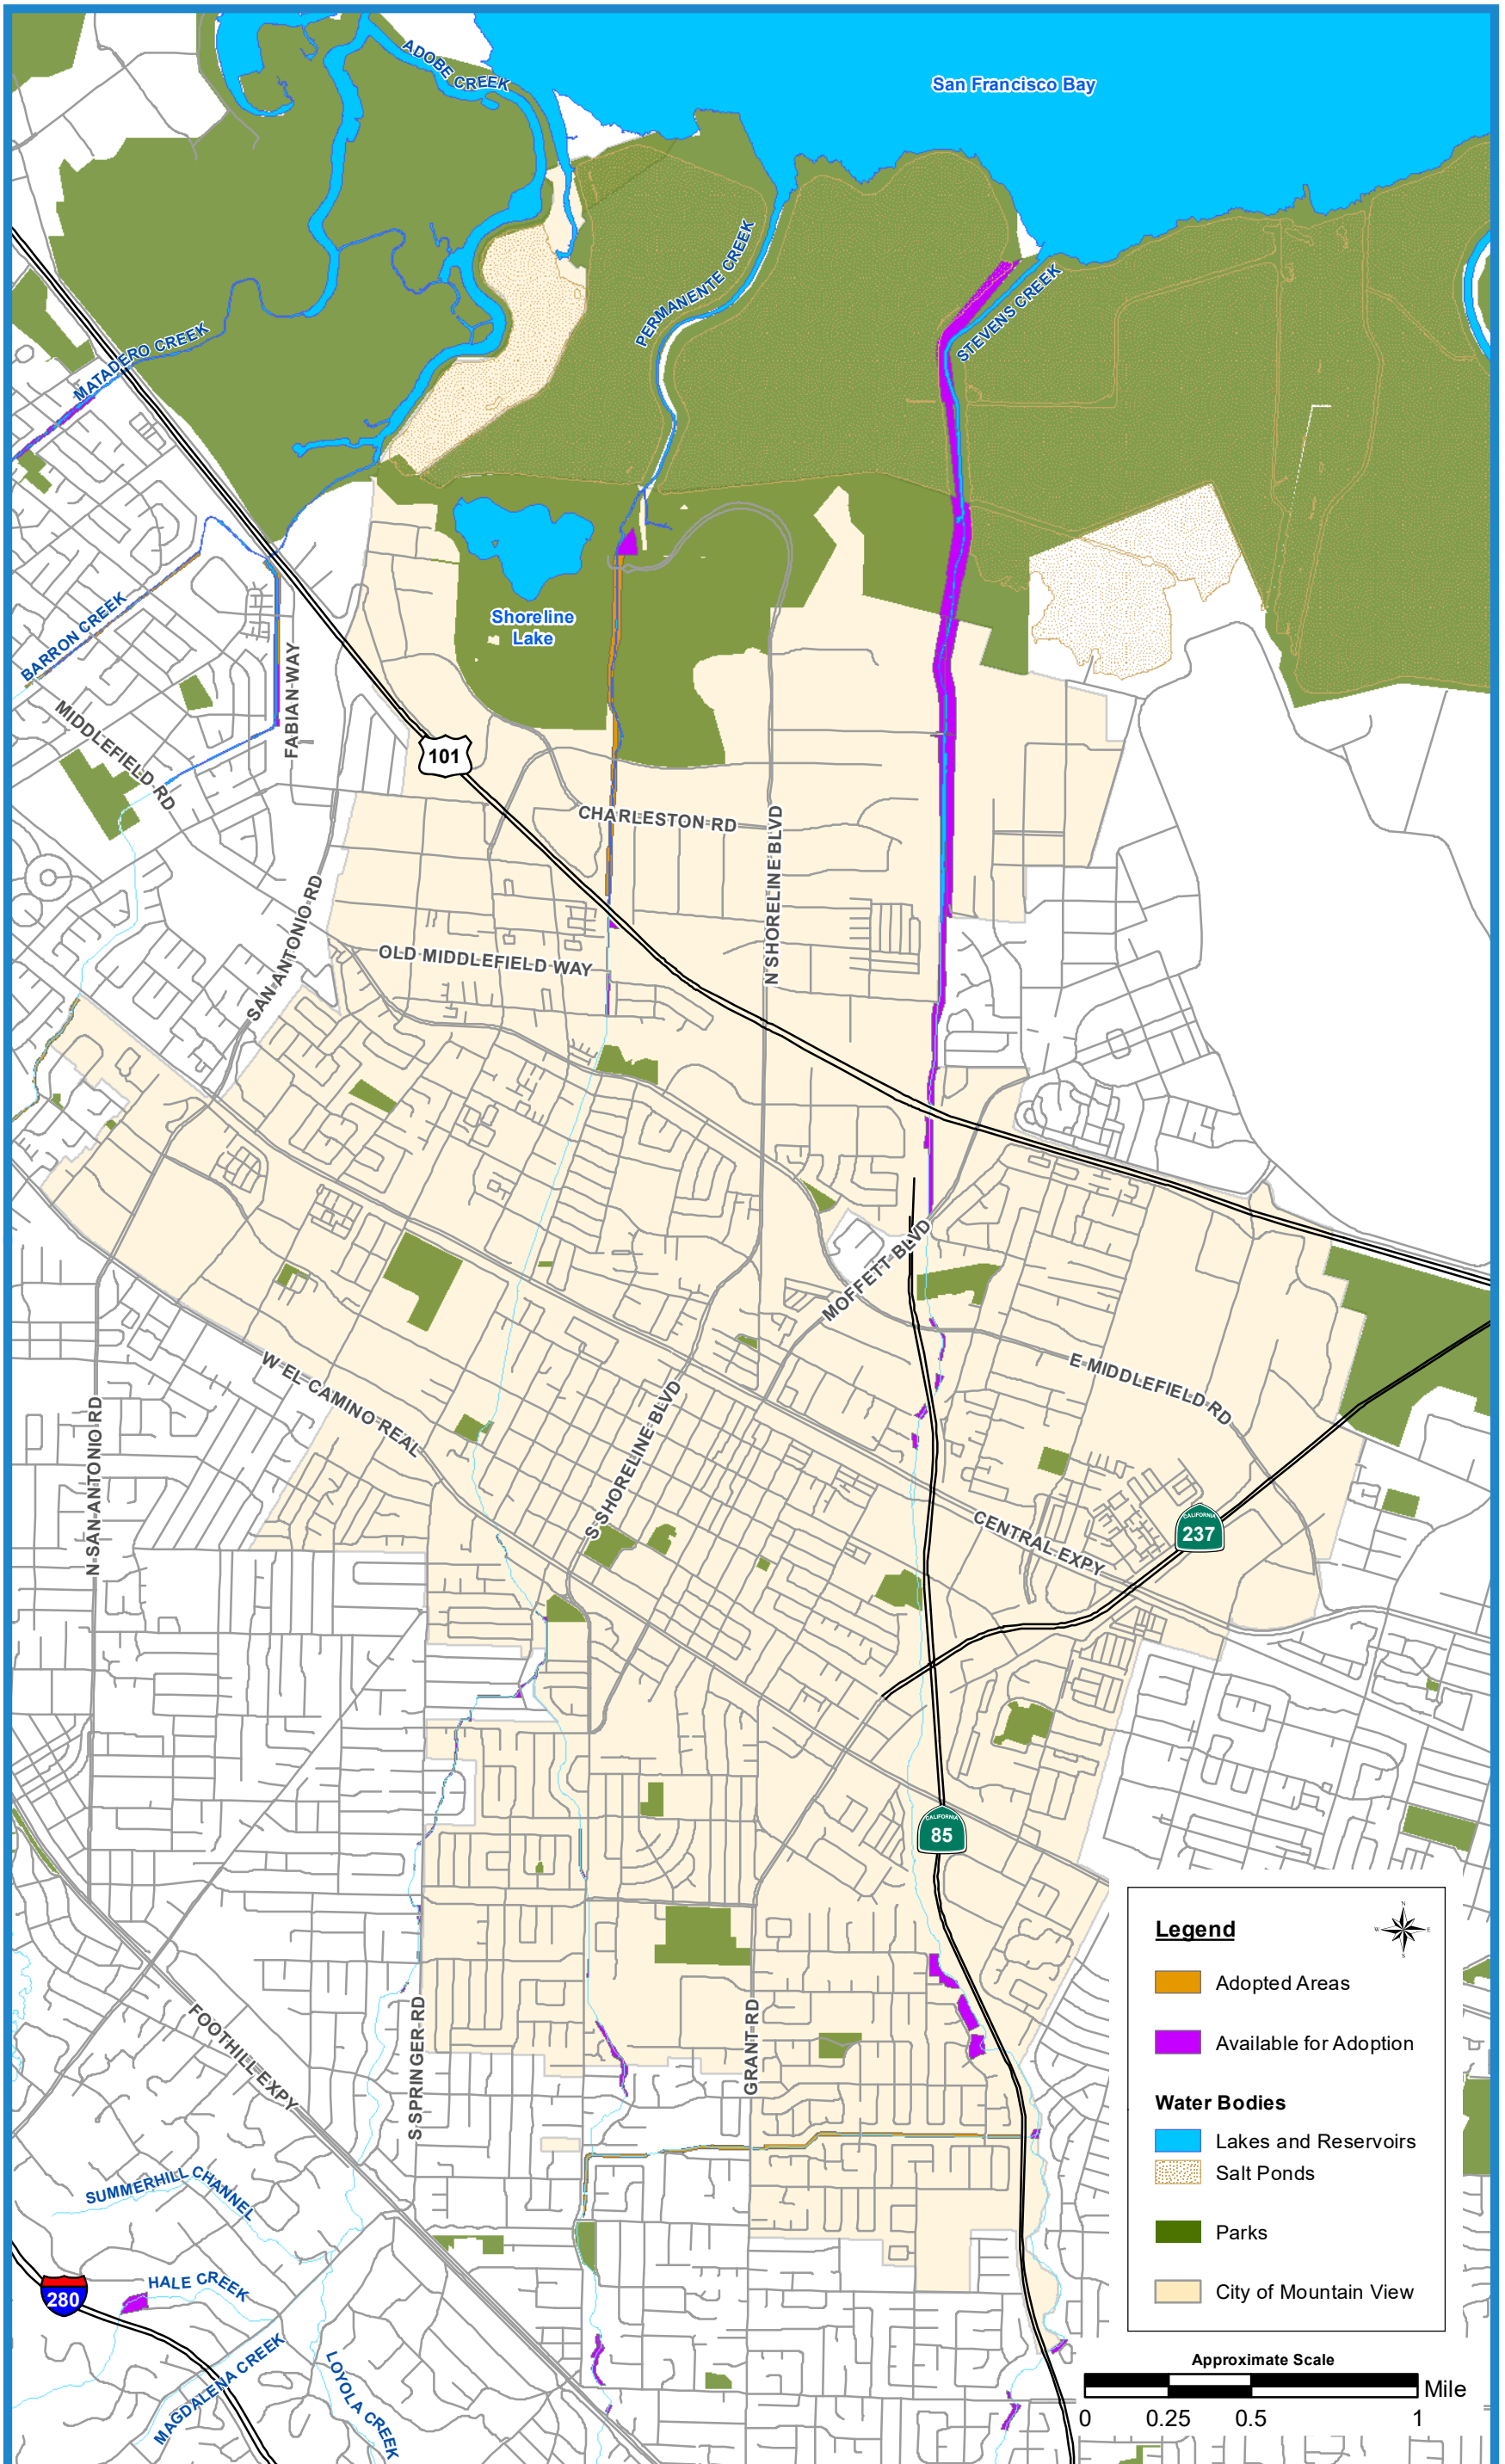 ADOBE CREEK
San Francisco Bay
PERMANENTE CREEK
STEVENS CREEK
MATADERO CREEK
BARRON CREEK
Shoreline
Lake
MIDDLEFIELD RD
FABIAN WAY
101
CHARLESTON RD
N SHORELINE BLVD
SAN ANTONIO RD
OLD MIDDLEFIELD WAY
MOFFETT BLVD
W EL CAMINO REAL
E MIDDLEFIELD RD
N SAN ANTONIO RD
S SHORELINE BLVD
CENTRAL EXPY
CALIFORNIA
237
CALIFORNIA
85
FOOTHILL EXPY
S SPRINGER RD
GRANT RD
SUMMERHILL CHANNEL
HALE CREEK
280
MAGDALENA CREEK
LOYOLA CREEK
Legend
N
W
E
S
Adopted Areas
Available for Adoption
Water Bodies
Lakes and Reservoirs
Salt Ponds
Parks
City of Mountain View
Approximate Scale
Mile
0 0.25 0.5 1